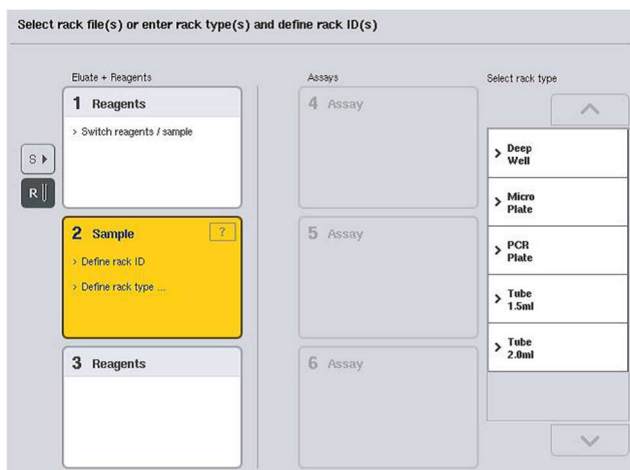 Select rack file(s) or enter rack type(s) and define rack ID(s)
Eluate + Reagents
1 Reagents
> Switch reagents / sample
S
R
2 Sample ?
> Define rack ID
> Define rack type ...
3 Reagents
Assays
4 Assay
5 Assay
6 Assay
Select rack type
> Deep
Well
> Micro
Plate
> PCR
Plate
> Tube
1.5ml
> Tube
2.0ml